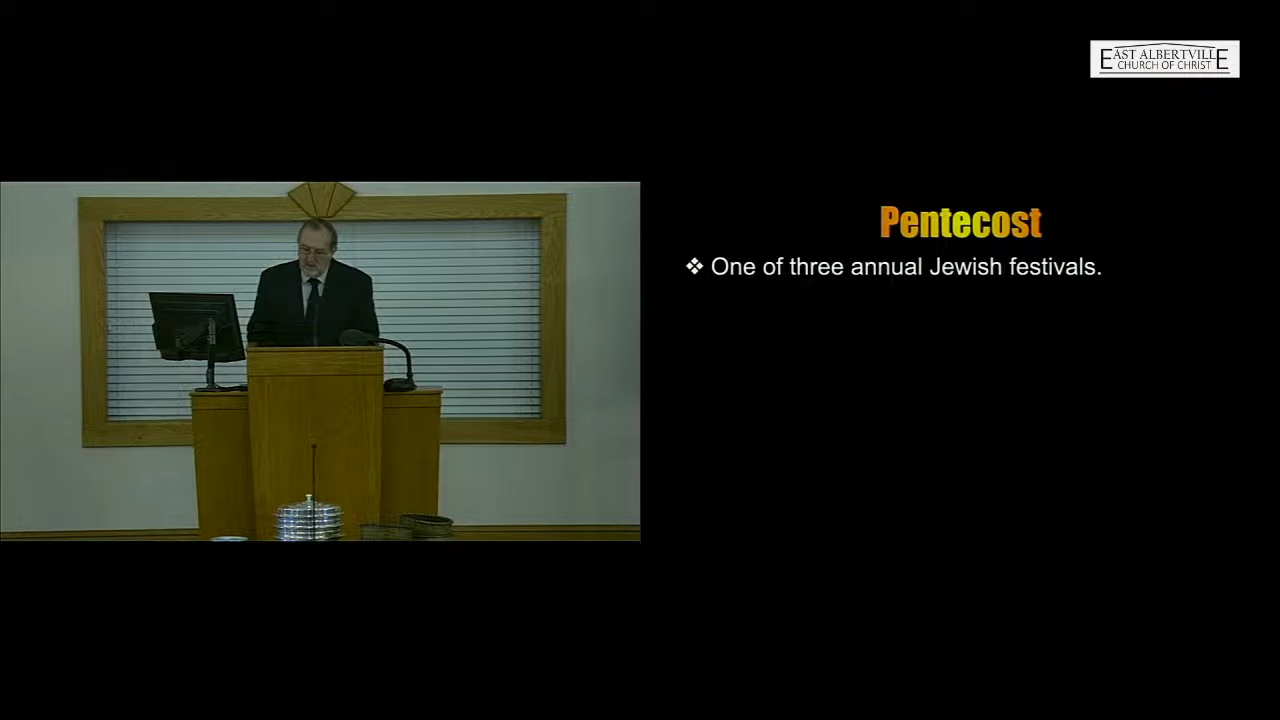 EAST ALBERTVILLE
CHURCH OF CHRIST
Pentecost
❖ One of three annual Jewish festivals.